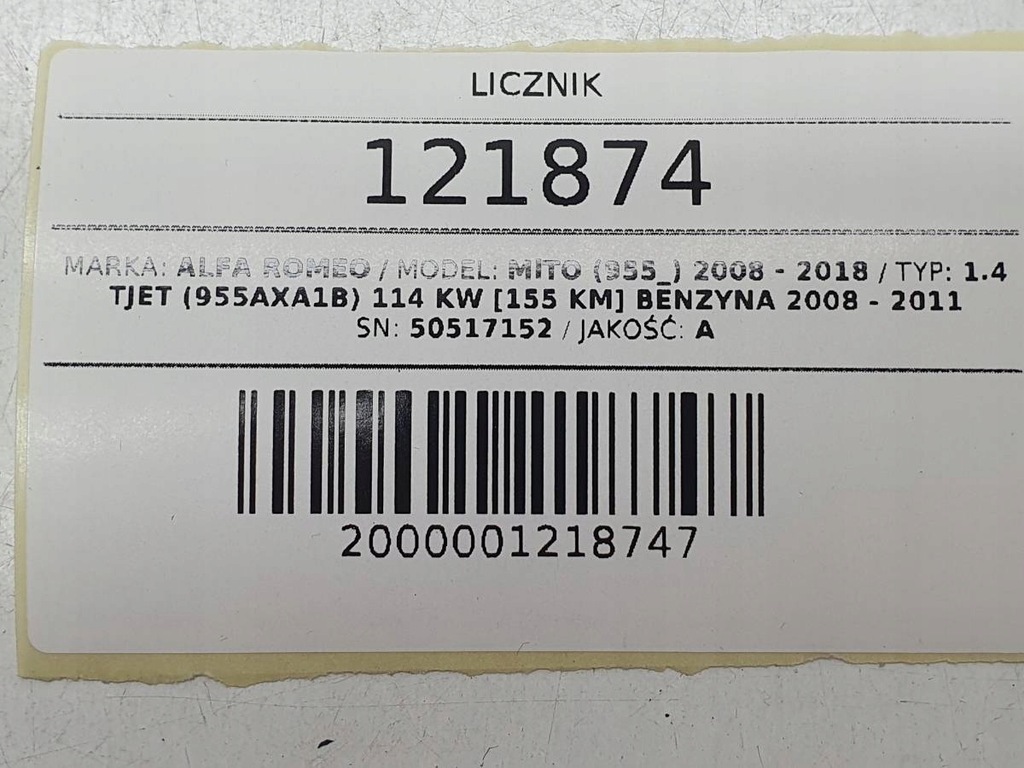 LICZNIK
121874
MARKA: ALFA ROMEO / MODEL: MITO (955_) 2008 - 2018 / TYP: 1.4
TJET (955AXA1B) 114 KW [155 KM] BENZYNA 2008 - 2011
SN: 50517152 / JAKOŚĆ: A
2000001218747